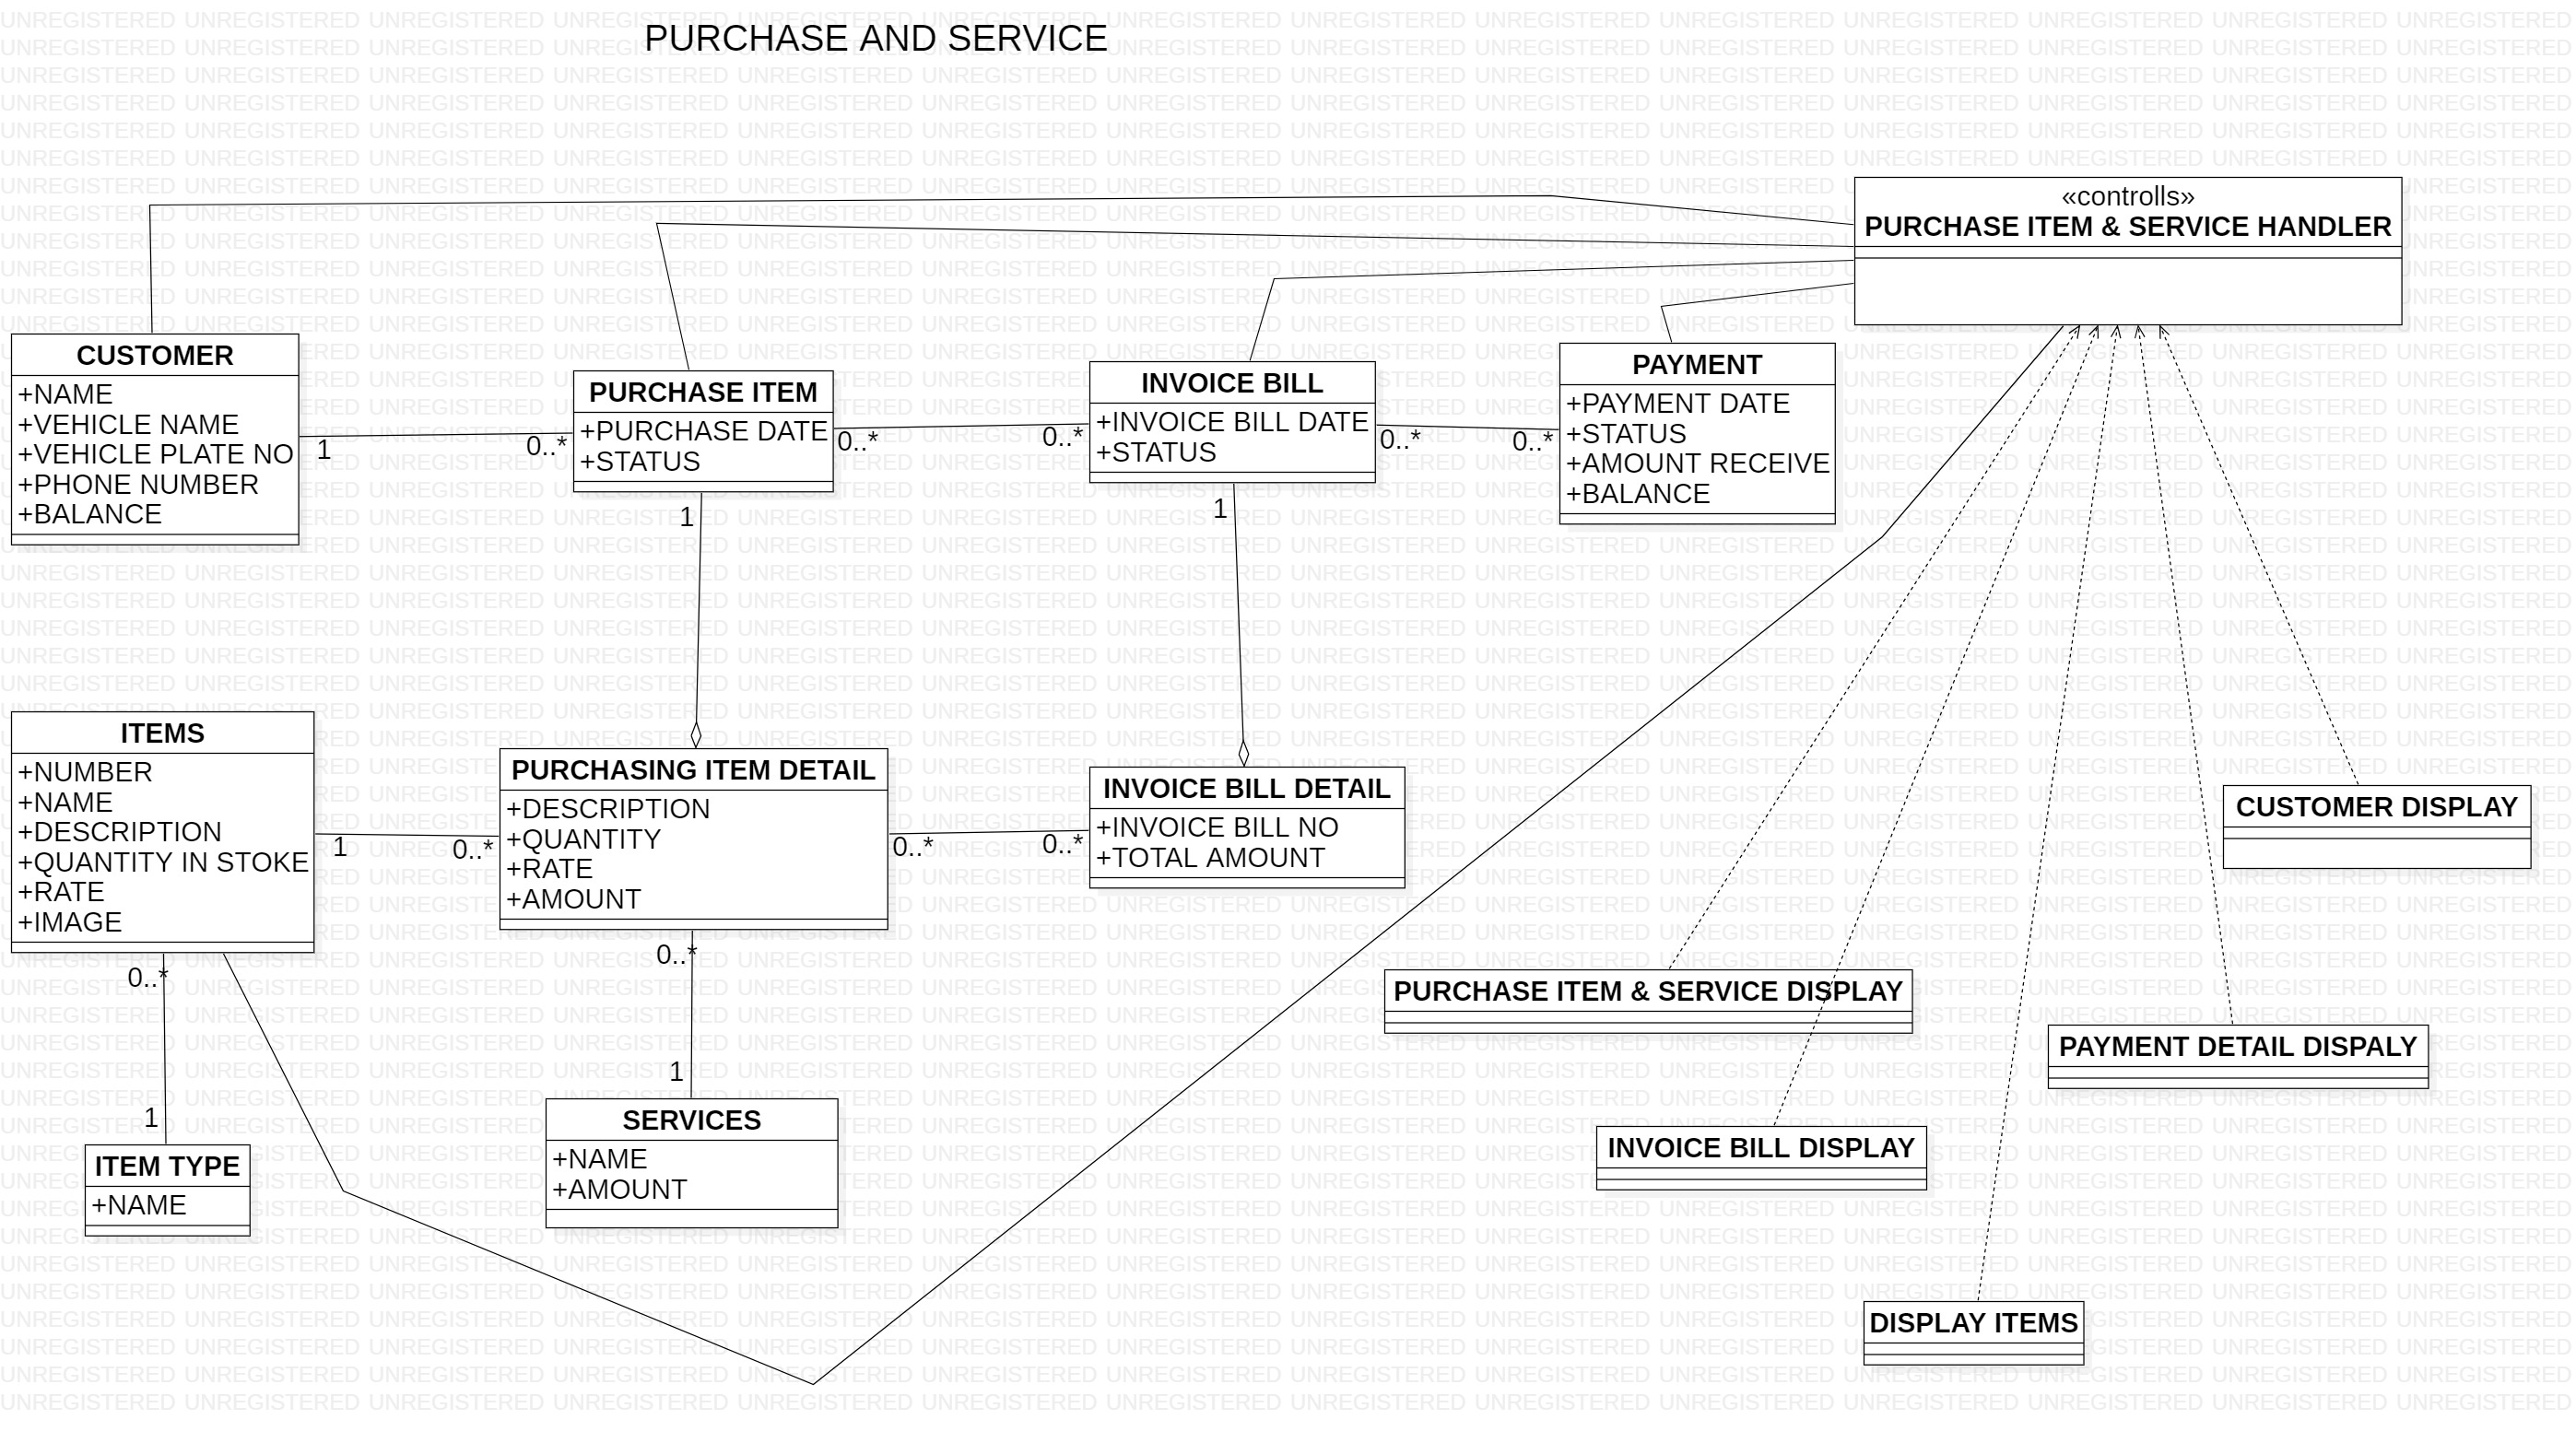 PURCHASE AND SERVICE
«controlls»
PURCHASE ITEM & SERVICE HANDLER
CUSTOMER
+NAME
+VEHICLE NAME
+VEHICLE PLATE NO
+PHONE NUMBER
+BALANCE
1
0..*
PURCHASE ITEM
+PURCHASE DATE
+STATUS
0..*
0..*
1
INVOICE BILL
+INVOICE BILL DATE
+STATUS
0..*
0..*
1
PAYMENT
+PAYMENT DATE
+STATUS
+AMOUNT RECEIVE
+BALANCE
ITEMS
+NUMBER
+NAME
+DESCRIPTION
+QUANTITY IN STOKE
+RATE
+IMAGE
1
0..*
0..*
1
PURCHASING ITEM DETAIL
+DESCRIPTION
+QUANTITY
+RATE
+AMOUNT
0..*
0..*
0..*
1
INVOICE BILL DETAIL
+INVOICE BILL NO
+TOTAL AMOUNT
CUSTOMER DISPLAY
PURCHASE ITEM & SERVICE DISPLAY
PAYMENT DETAIL DISPALY
ITEM TYPE
+NAME
SERVICES
+NAME
+AMOUNT
INVOICE BILL DISPLAY
DISPLAY ITEMS
UNREGISTERED